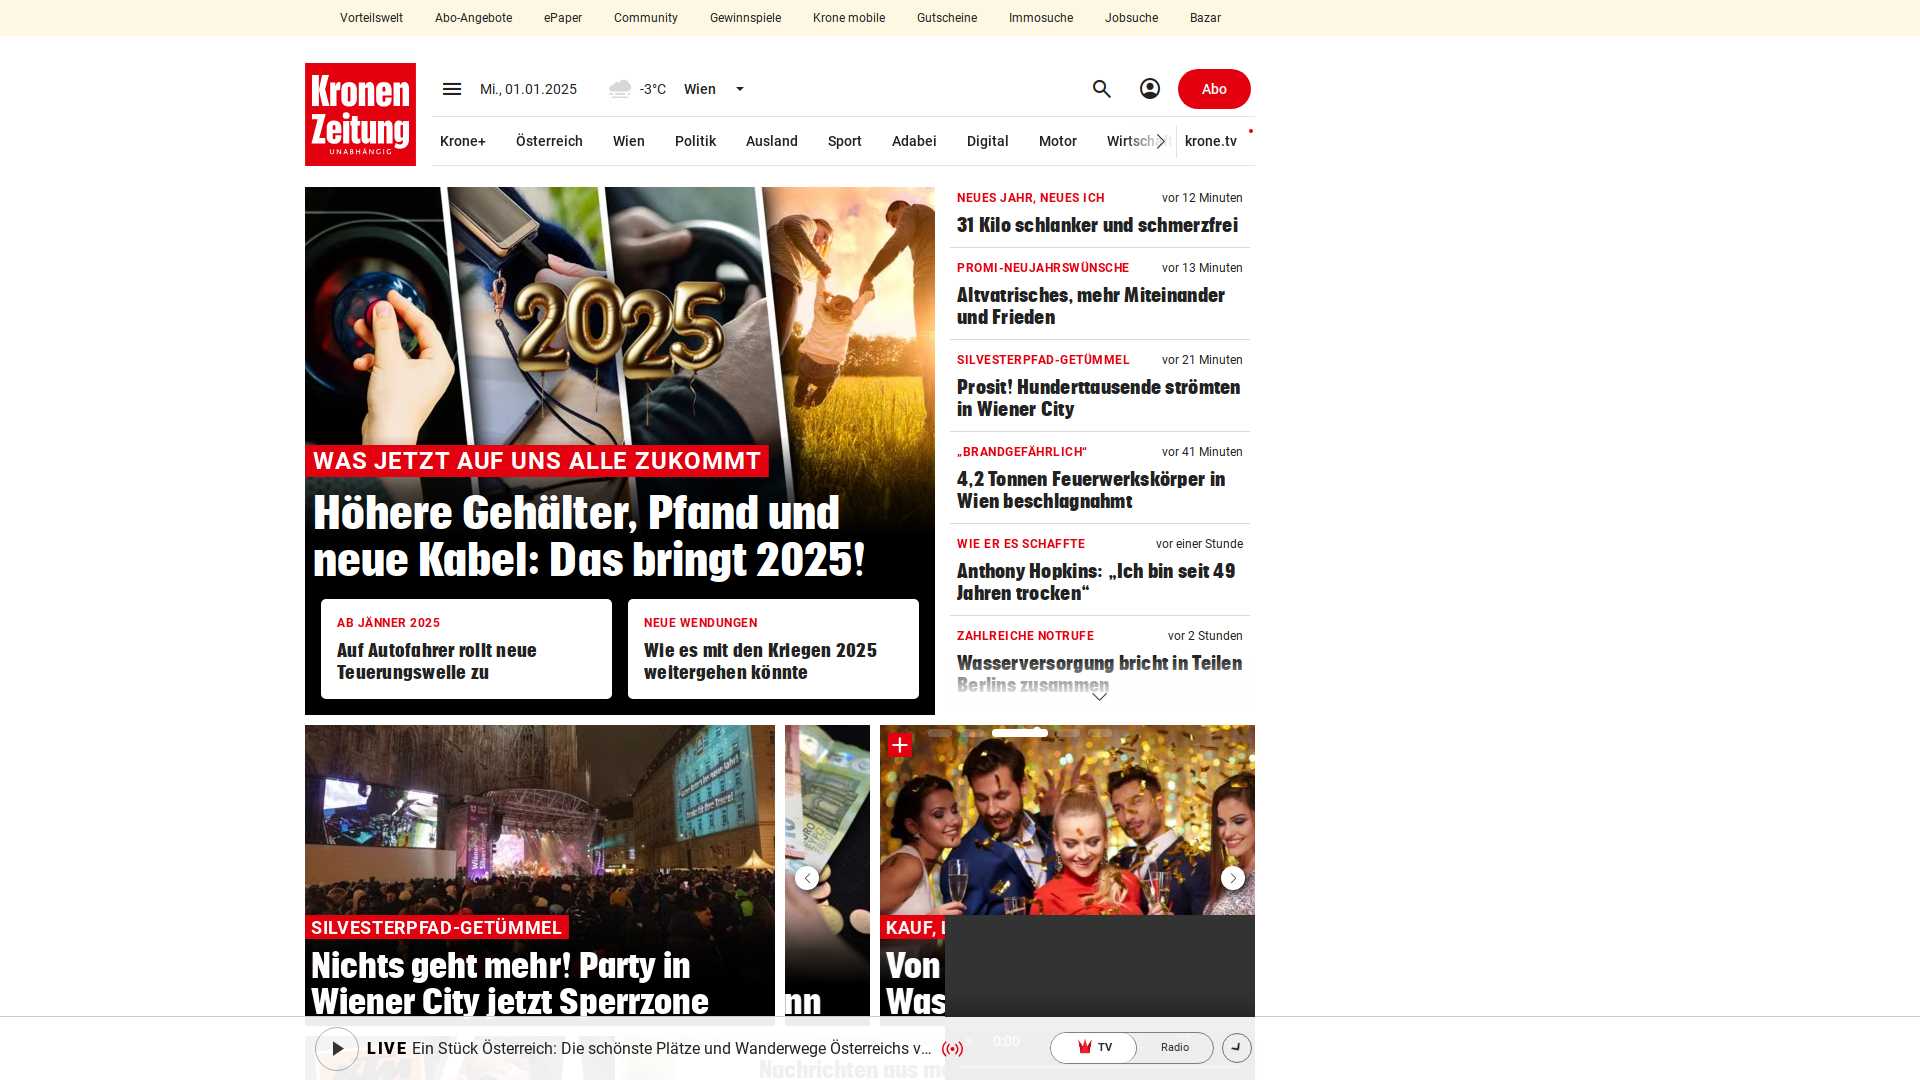 Vorteilswelt
Abo-Angebote
ePaper
Community
Gewinnspiele
Krone mobile
Gutscheine
Immosuche
Jobsuche
Bazar
Kronen
Zeitung
UNABHÄNGIG
Mi., 01.01.2025
-3°C
Wien
Abo
Krone+
Österreich
Wien
Politik
Ausland
Sport
Adabei
Digital
Motor
Wirtschaft
krone.tv
2025
WAS JETZT AUF UNS ALLE ZUKOMMT
Höhere Gehälter, Pfand und
neue Kabel: Das bringt 2025!
AB JÄNNER 2025
Auf Autofahrer rollt neue
Teuerungswelle zu
NEUE WENDUNGEN
Wie es mit den Kriegen 2025
weitergehen könnte
NEUES JAHR, NEUES ICH
vor 12 Minuten
31 Kilo schlanker und schmerzfrei
PROMI-NEUJAHRSWÜNSCHE
vor 13 Minuten
Altvatrisches, mehr Miteinander
und Frieden
SILVESTERPFAD-GETÜMMEL
vor 21 Minuten
Prosit! Hunderttausende strömten
in Wiener City
„BRANDGEFÄHRLICH“
vor 41 Minuten
4,2 Tonnen Feuerwerkskörper in
Wien beschlagnahmt
WIE ER ES SCHAFFTE
vor einer Stunde
Anthony Hopkins: „Ich bin seit 49
Jahren trocken“
ZAHLREICHE NOTRUFE
vor 2 Stunden
Wasserversorgung bricht in Teilen
Berlins zusammen
SILVESTERPFAD-GETÜMMEL
Nichts geht mehr! Party in
Wiener City jetzt Sperrzone
nn
KAUF, L
Von
Was
LIVE Ein Stück Österreich: Die schönste Plätze und Wanderwege Österreichs v...
0:00
TV
Radio
Nachrichten aus me